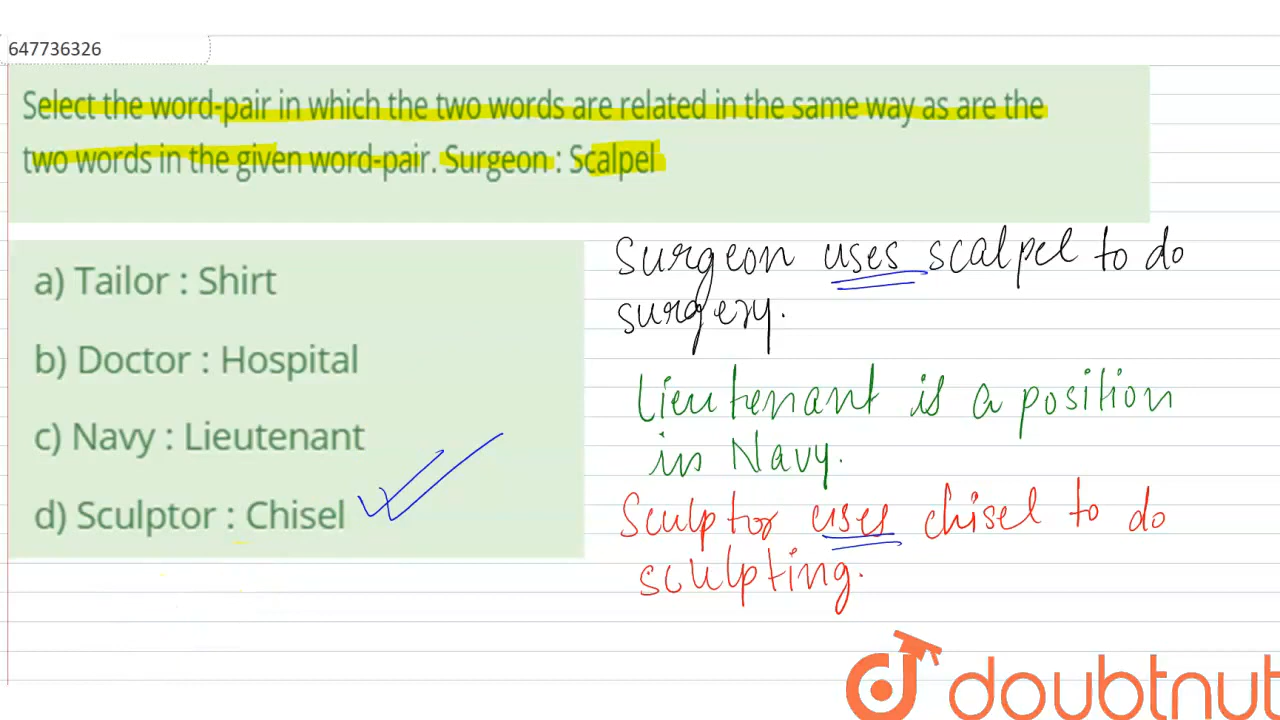 647736326
Select the word-pair in which the two words are related in the same way as are the
two words in the given word-pair. Surgeon : Scalpel
a) Tailor : Shirt
b) Doctor : Hospital
c) Navy : Lieutenant
d) Sculptor : Chisel
Surgeon uses scalpel to do
surgery.
Lieutenant is a position
in Navy.
Sculptor uses chisel to do
sculpting.
doubtnut